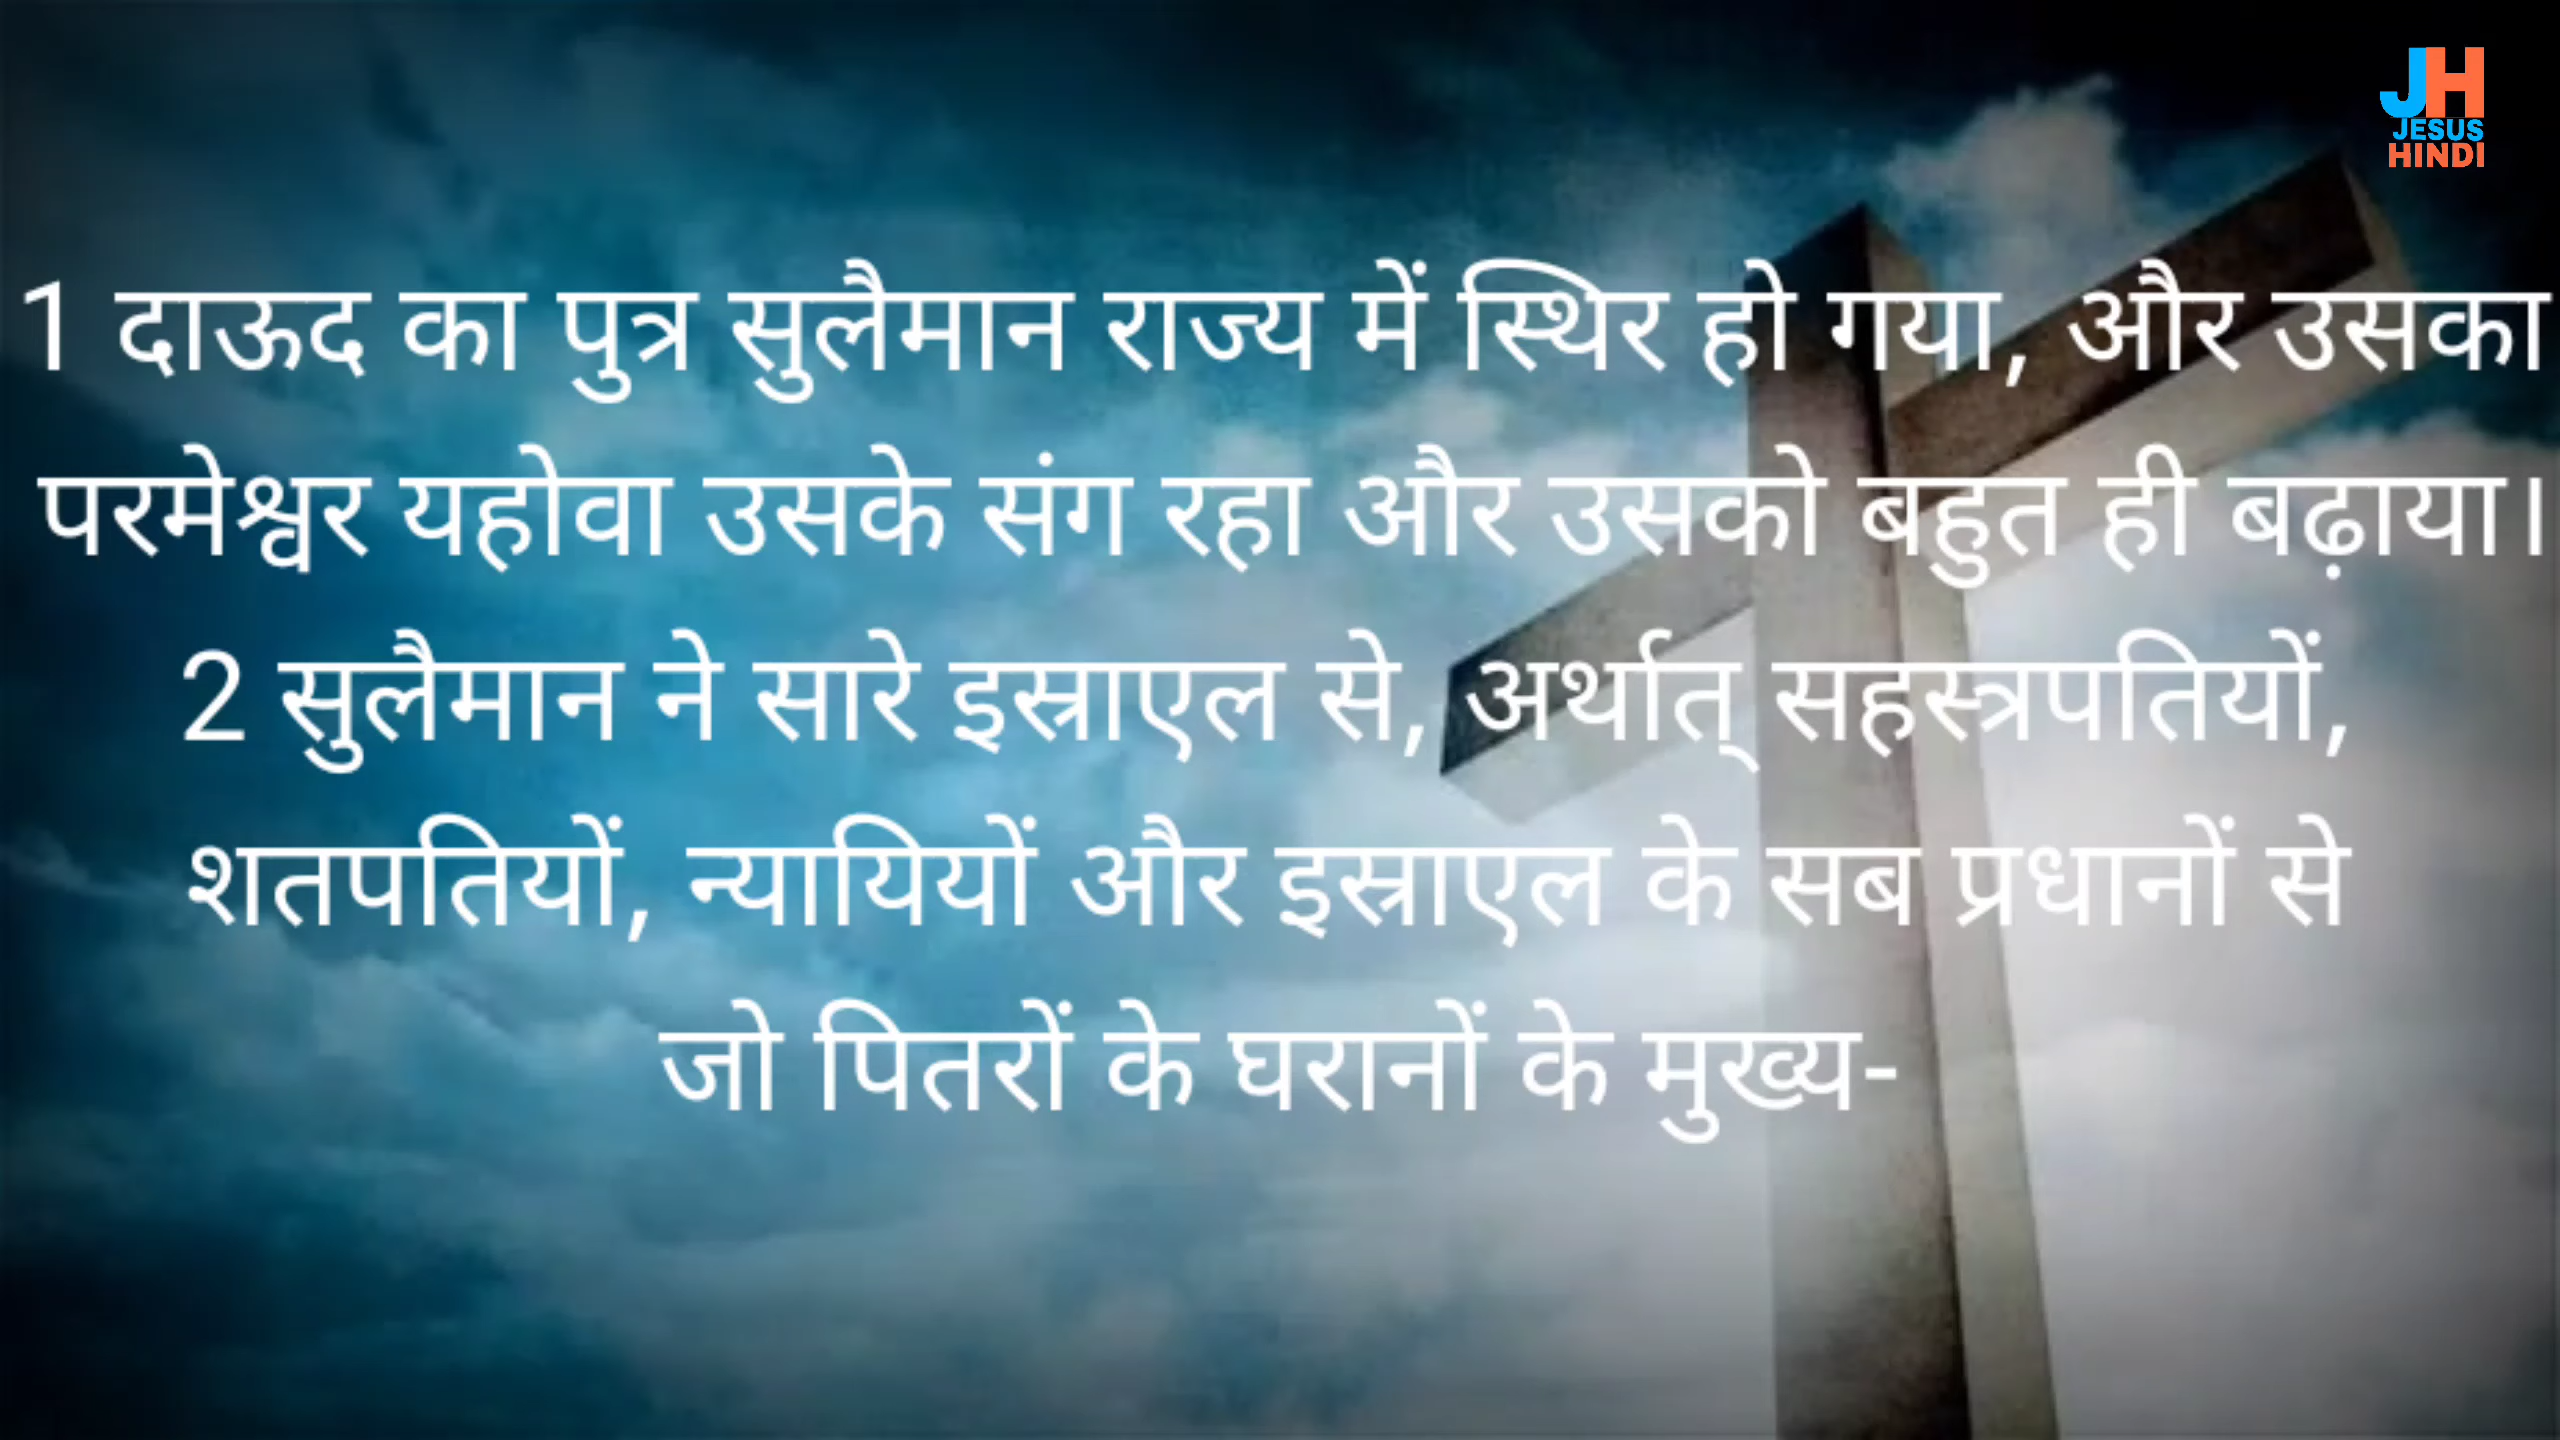 JH
JESUS
HINDI
1 दाऊद का पुत्र सुलैमान राज्य में स्थिर हो गया, और उसका
परमेश्वर यहोवा उसके संग रहा और उसको बहुत ही बढ़ाया।
2 सुलैमान ने सारे इस्राएल से, अर्थात् सहस्त्रपतियों,
शतपतियों, न्यायियों और इस्राएल के सब प्रधानों से
जो पितरों के घरानों के मुख्य-